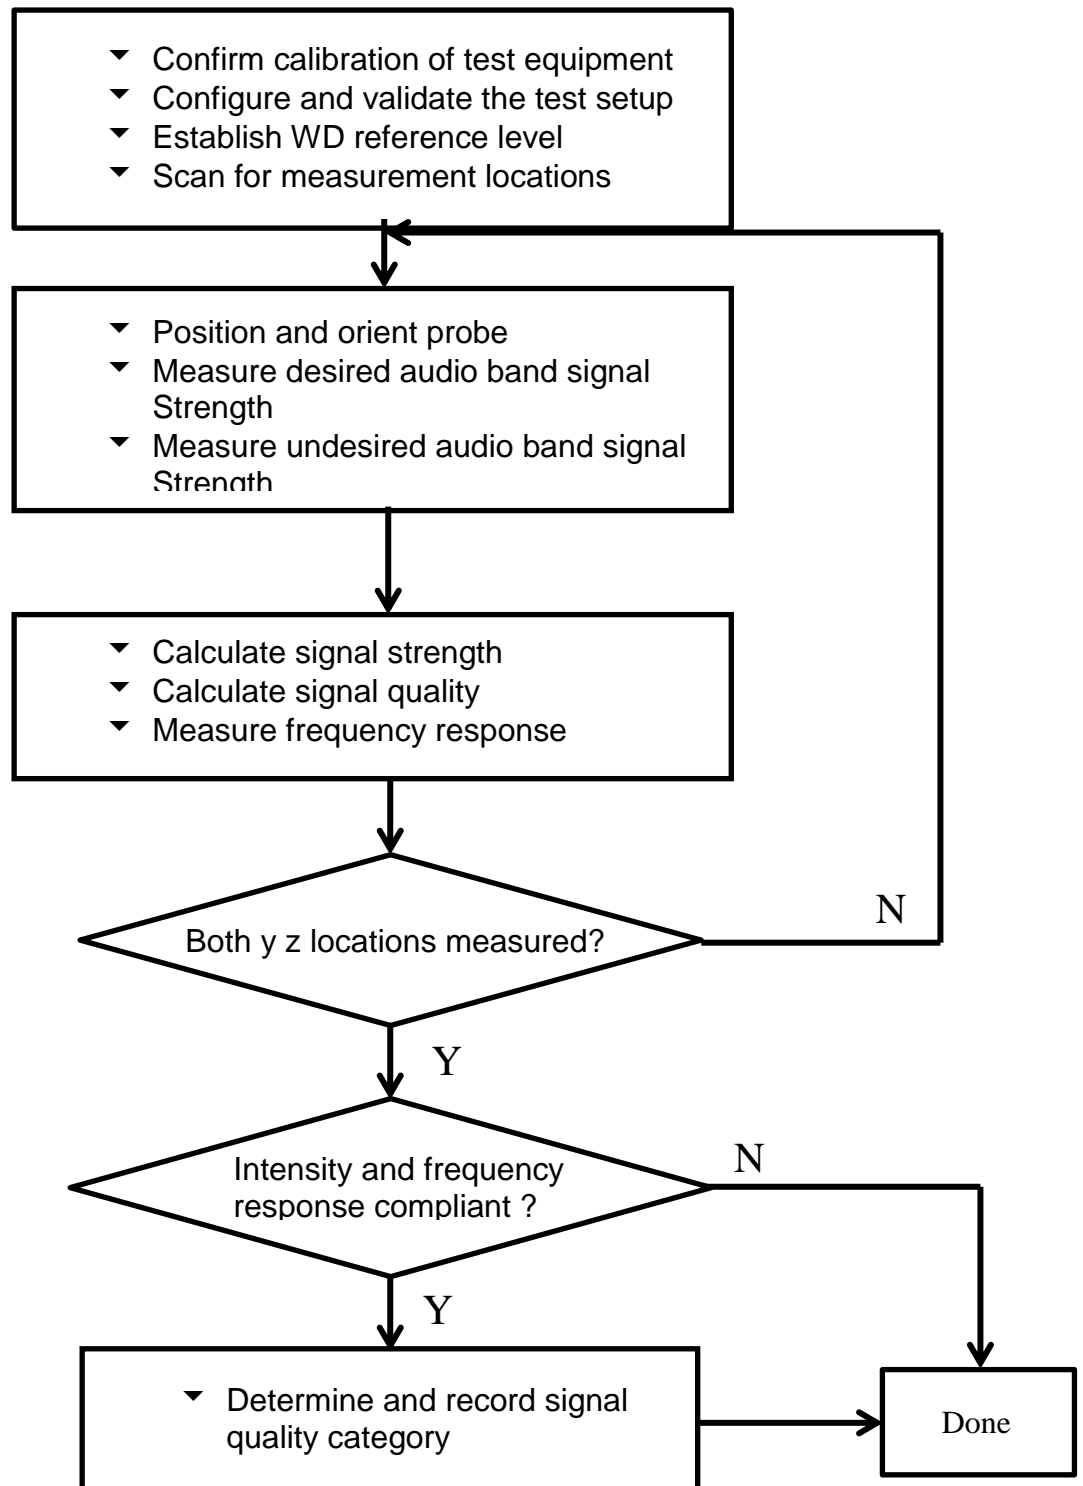 Confirm calibration of test equipment
Configure and validate the test setup
Establish WD reference level
Scan for measurement locations
Position and orient probe
Measure desired audio band signal
Strength
Measure undesired audio band signal
Strength
Calculate signal strength
Calculate signal quality
Measure frequency response
Both y z locations measured?
N
Y
Intensity and frequency
response compliant ?
N
Y
Determine and record signal
quality category
Done